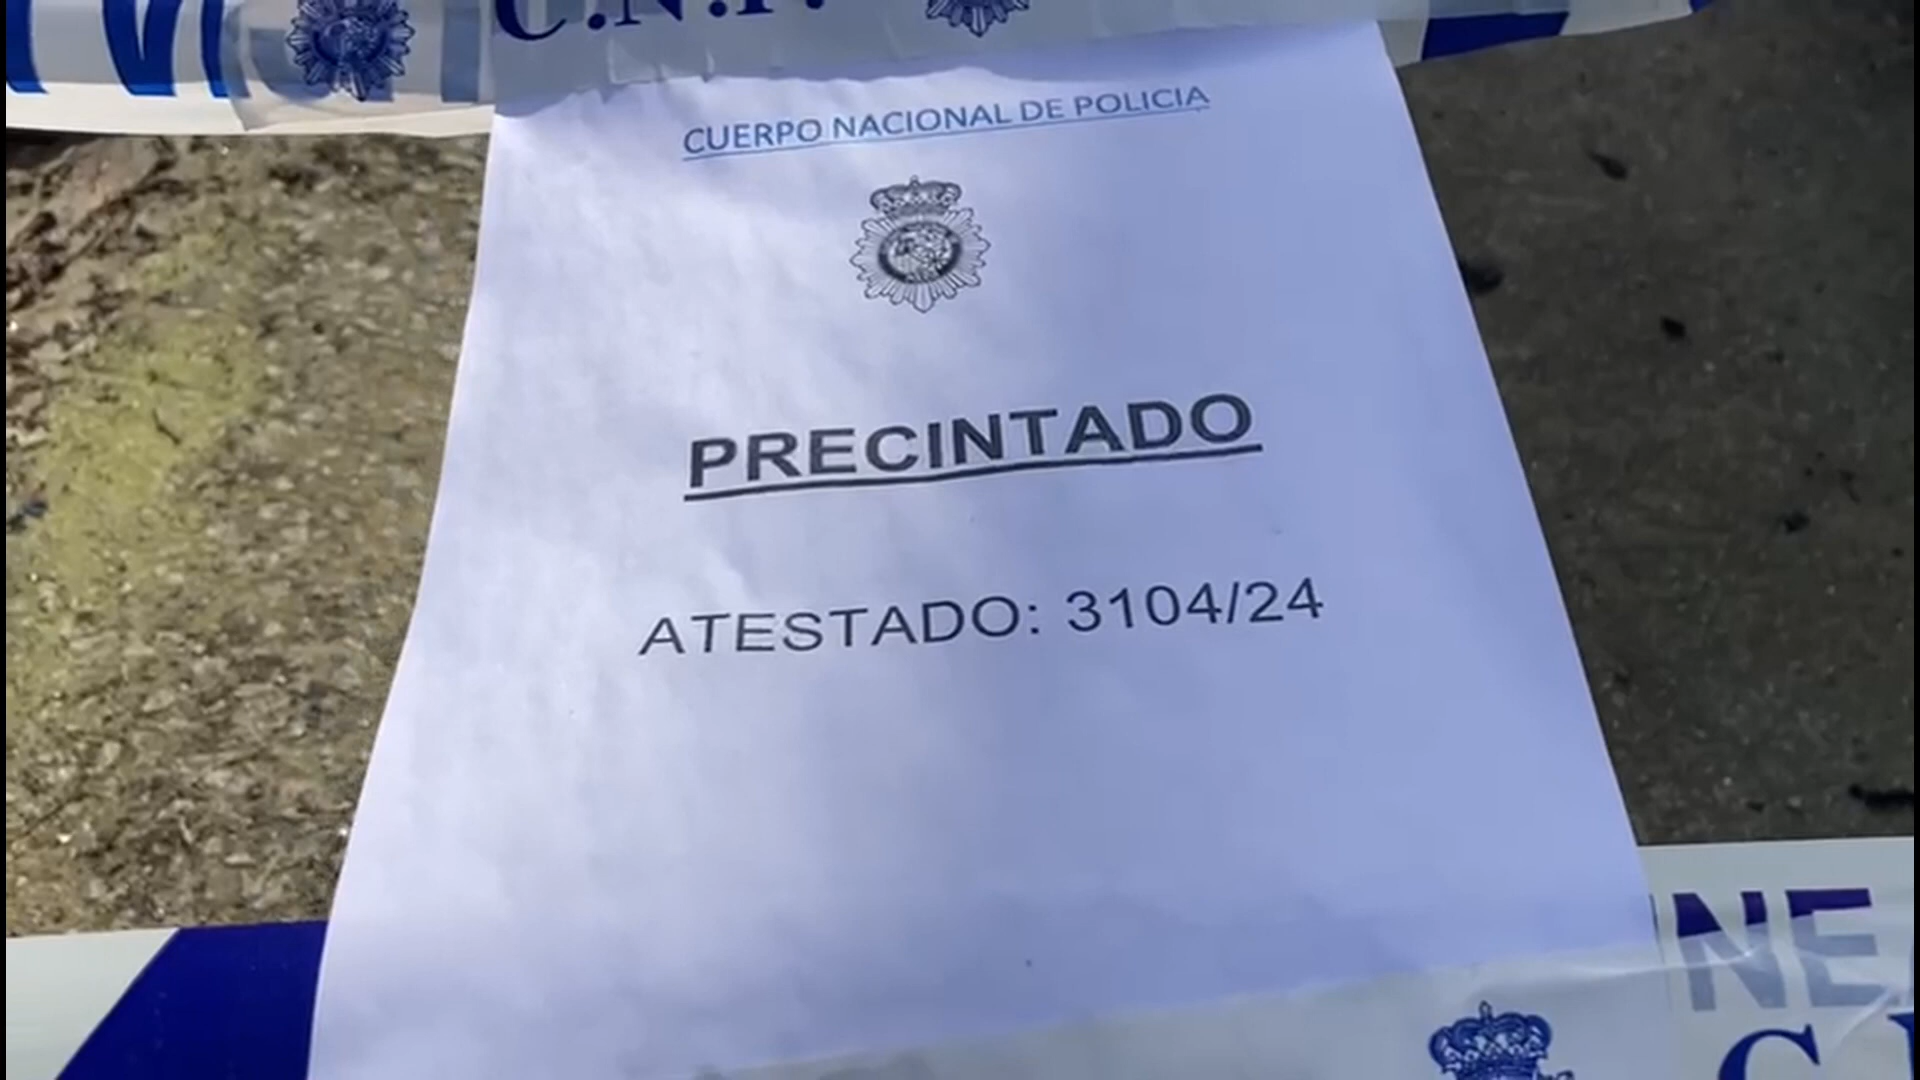 C.N.P.
CUERPO NACIONAL DE POLICIA
PRECINTADO
ATESTADO: 3104/24